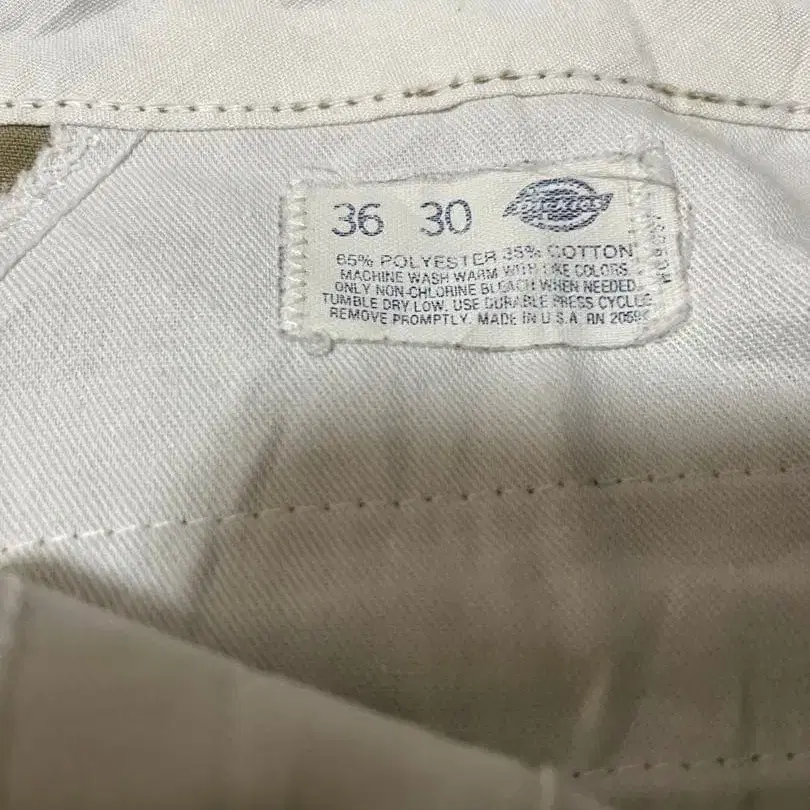 36 30 Dickies
65% POLYESTER 35% COTTON
MACHINE WASH WARM WITH LIKE COLORS.
ONLY NON-CHLORINE BLEACH WHEN NEEDED.
TUMBLE DRY LOW. USE DURABLE PRESS CYCLE
REMOVE PROMPTLY. MADE IN U.S.A. RN